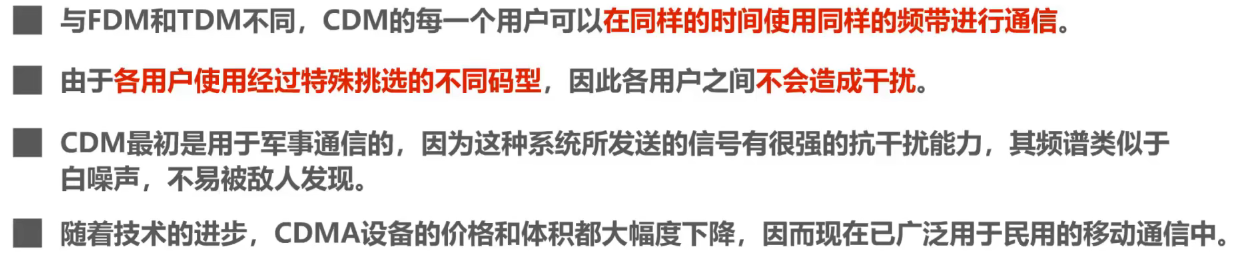 与FDM和TDM不同，CDM的每一个用户可以在同样的时间使用同样的频带进行通信。
由于各用户使用经过特殊挑选的不同码型，因此各用户之间不会造成干扰。
CDM最初是用于军事通信的，因为这种系统所发送的信号有很强的抗干扰能力，其频谱类似于
白噪声，不易被敌人发现。
随着技术的进步，CDMA设备的价格和体积都大幅度下降，因而现在已广泛用于民用的移动通信中。